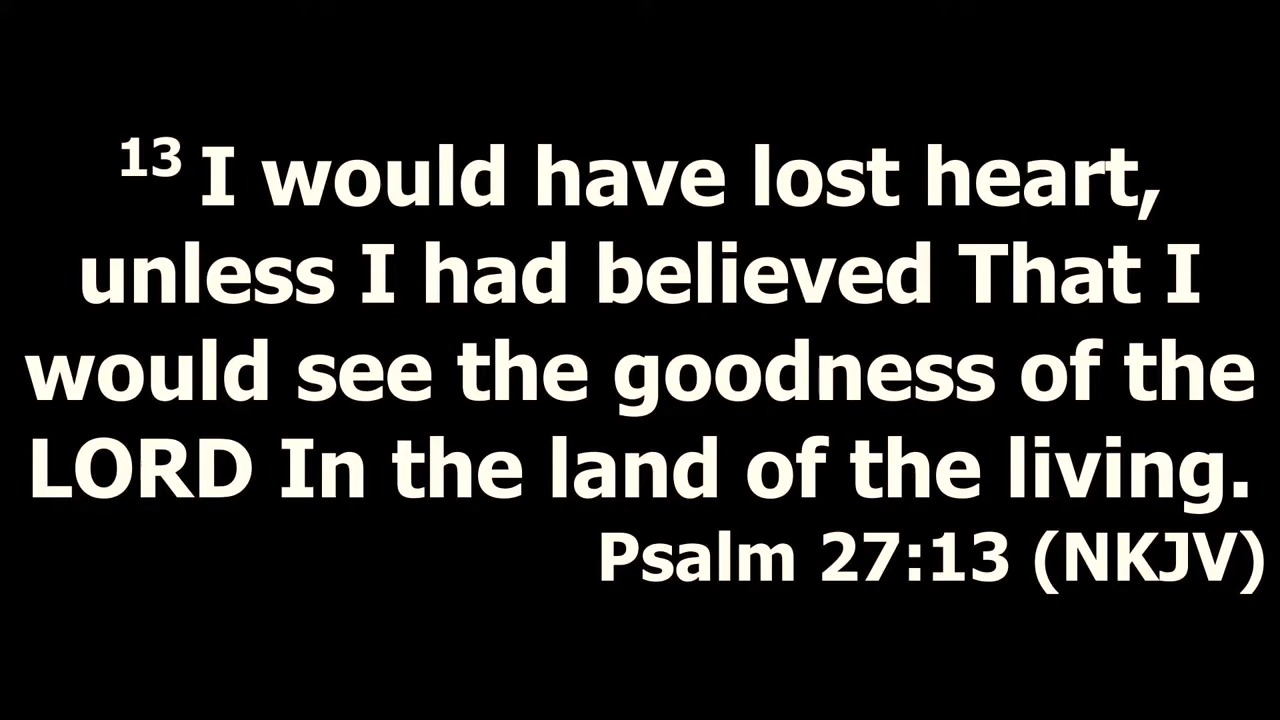 13 I would have lost heart,
unless I had believed That I
would see the goodness of the
LORD In the land of the living.
Psalm 27:13 (NKJV)